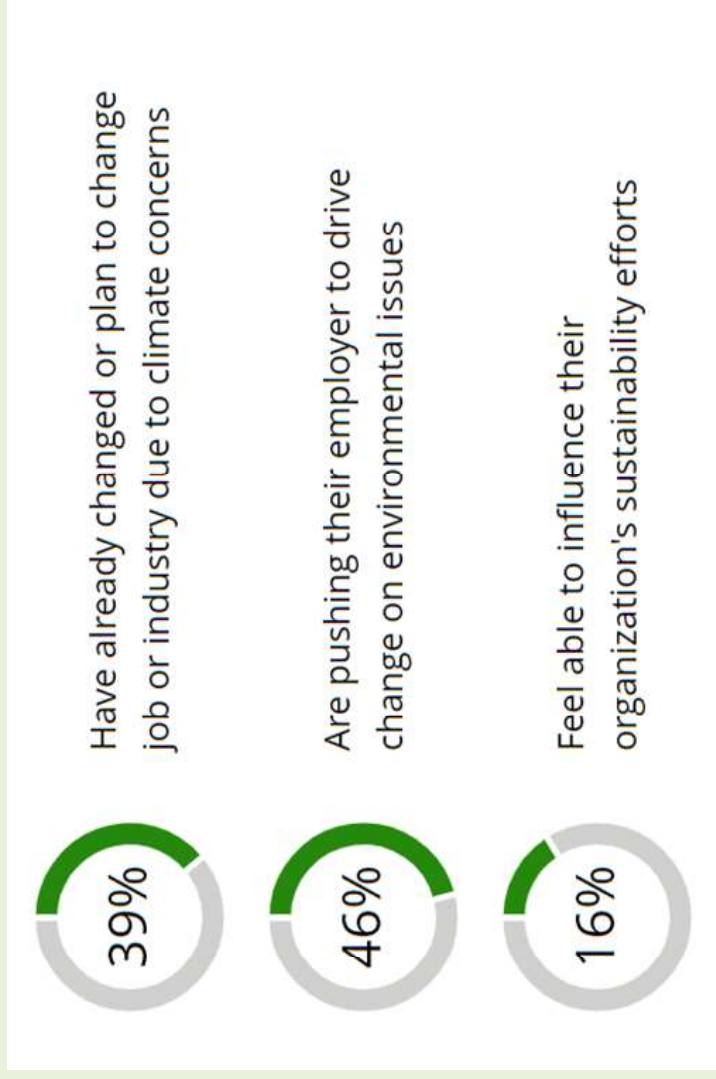 39%
Have already changed or plan to change
job or industry due to climate concerns
46%
Are pushing their employer to drive
change on environmental issues
16%
Feel able to influence their
organization's sustainability efforts